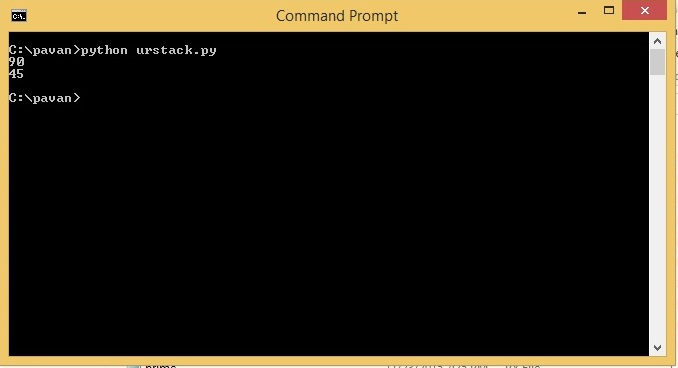 Command Prompt
C:\pavan>python urstack.py
90
45
C:\pavan>